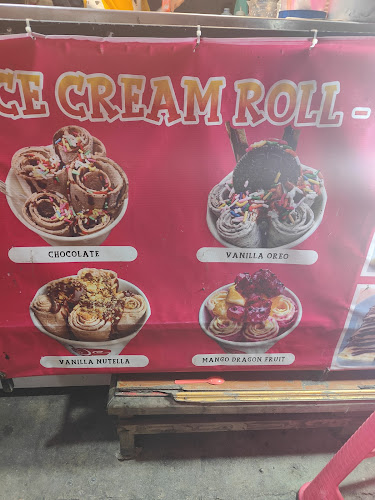 CE CREAM ROLL -
CHOCOLATE
VANILLA OREO
VANILLA NUTELLA
MANGO DRAGON FRUIT